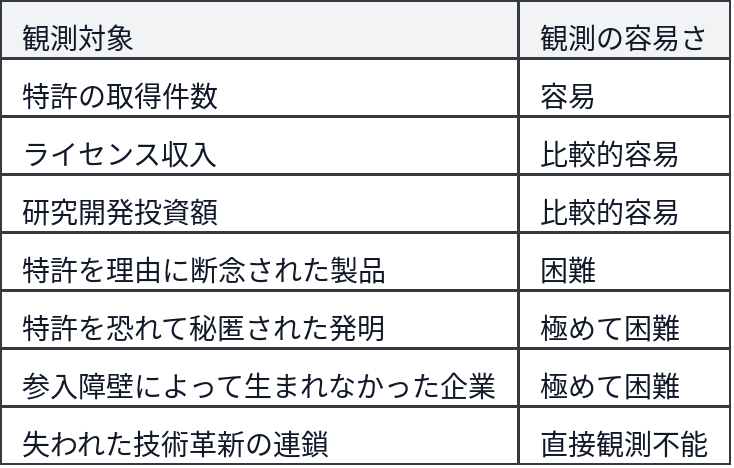 観測対象 観測の容易さ
特許の取得件数 容易
ライセンス収入 比較的容易
研究開発投資額 比較的容易
特許を理由に断念された製品 困難
特許を恐れて秘匿された発明 極めて困難
参入障壁によって生まれなかった企業 極めて困難
失われた技術革新の連鎖 直接観測不能